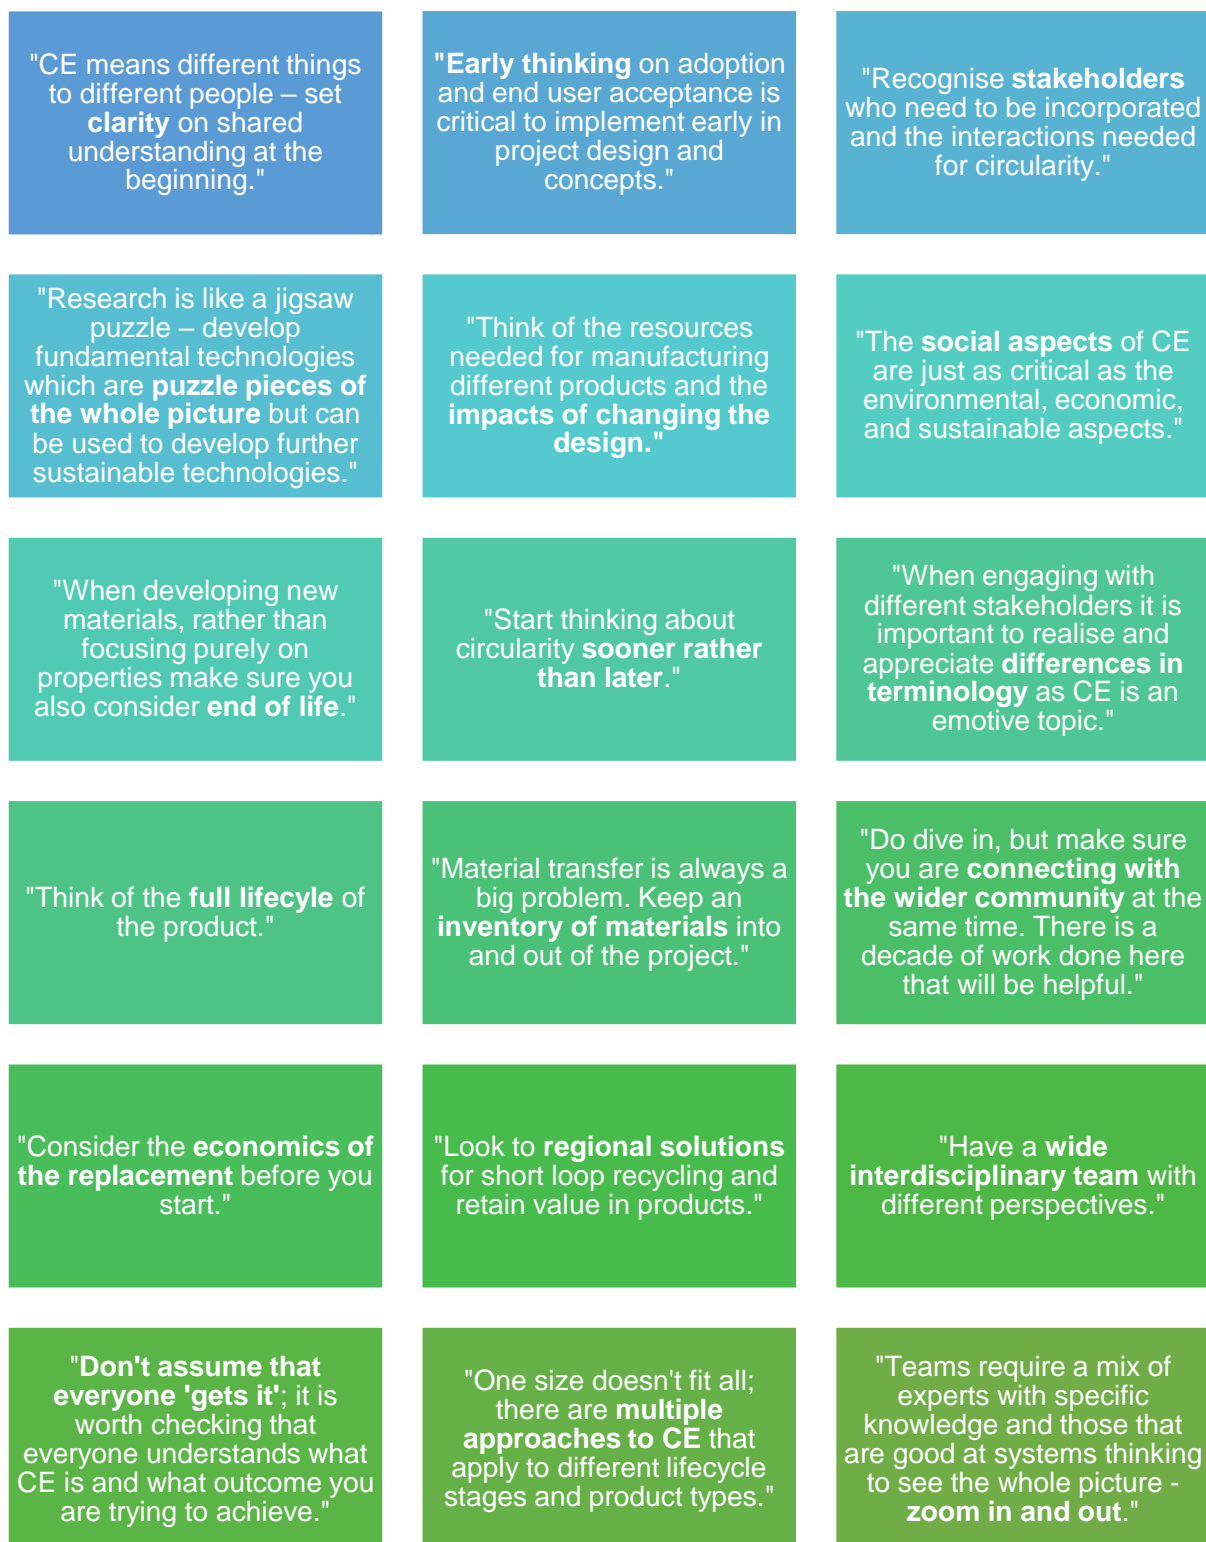 "CE means different things
to different people – set
clarity on shared
understanding at the
beginning."
"Early thinking on adoption
and end user acceptance is
critical to implement early in
project design and
concepts."
"Recognise stakeholders
who need to be incorporated
and the interactions needed
for circularity."
"Research is like a jigsaw
puzzle – develop
fundamental technologies
which are puzzle pieces of
the whole picture but can
be used to develop further
sustainable technologies."
"Think of the resources
needed for manufacturing
different products and the
impacts of changing the
design."
"The social aspects of CE
are just as critical as the
environmental, economic,
and sustainable aspects."
"When developing new
materials, rather than
focusing purely on
properties make sure you
also consider end of life."
"Start thinking about
circularity sooner rather
than later."
"When engaging with
different stakeholders it is
important to realise and
appreciate differences in
terminology as CE is an
emotive topic."
"Think of the full lifecyle of
the product."
"Material transfer is always a
big problem. Keep an
inventory of materials into
and out of the project."
"Do dive in, but make sure
you are connecting with
the wider community at the
same time. There is a
decade of work done here
that will be helpful."
"Consider the economics of
the replacement before you
start."
"Look to regional solutions
for short loop recycling and
retain value in products."
"Have a wide
interdisciplinary team with
different perspectives."
"Don't assume that
everyone 'gets it'; it is
worth checking that
everyone understands what
CE is and what outcome you
are trying to achieve."
"One size doesn't fit all;
there are multiple
approaches to CE that
apply to different lifecycle
stages and product types."
"Teams require a mix of
experts with specific
knowledge and those that
are good at systems thinking
to see the whole picture -
zoom in and out."